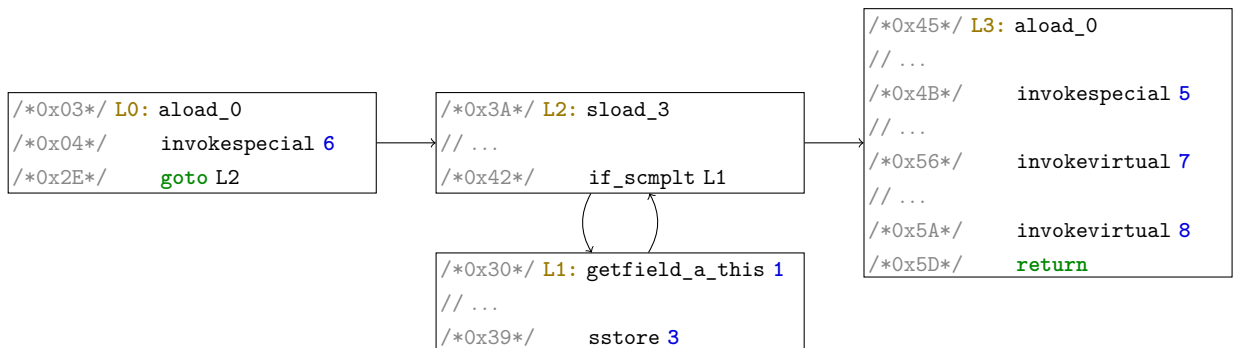 /*0x03*/ L0: aload_0
/*0x04*/ invokespecial 6
/*0x2E*/ goto L2
/*0x3A*/ L2: sload_3
// ...
/*0x42*/ if_scmplt L1
/*0x30*/ L1: getfield_a_this 1
// ...
/*0x39*/ sstore 3
/*0x45*/ L3: aload_0
// ...
/*0x4B*/ invokespecial 5
// ...
/*0x56*/ invokevirtual 7
// ...
/*0x5A*/ invokevirtual 8
/*0x5D*/ return